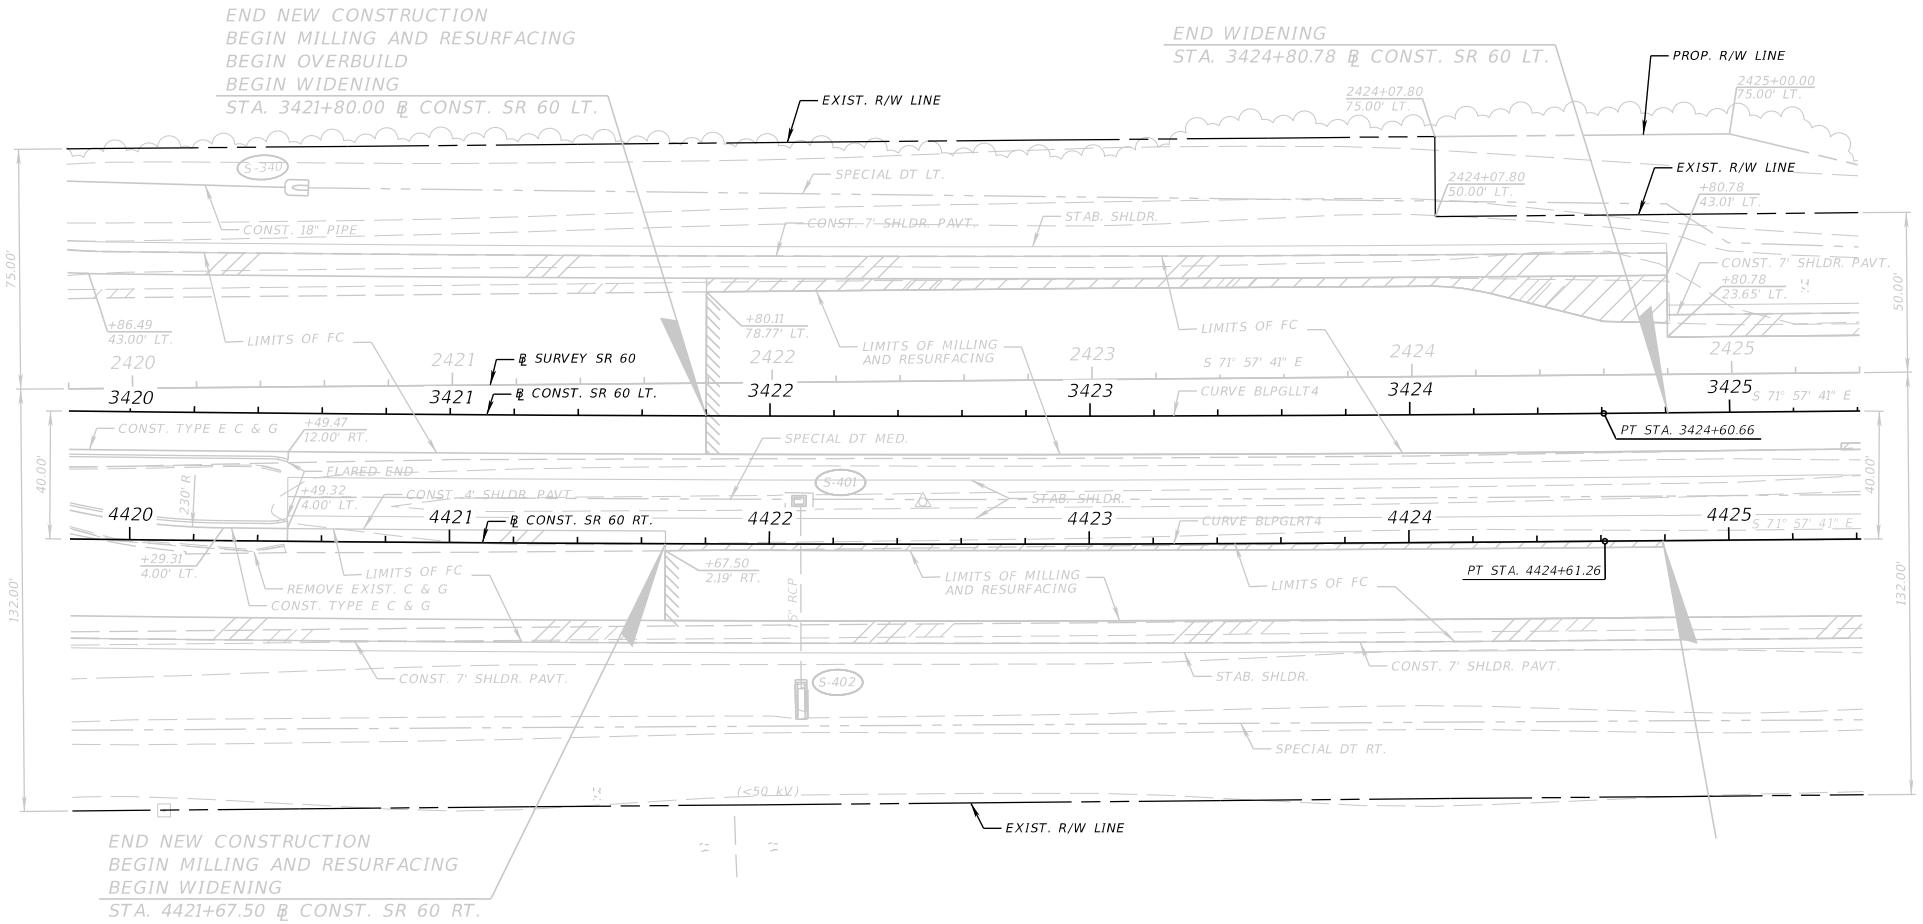 END NEW CONSTRUCTION
BEGIN MILLING AND RESURFACING
BEGIN OVERBUILD
BEGIN WIDENING
STA. 3421+80.00 BL CONST. SR 60 LT.
END WIDENING
STA. 3424+80.78 BL CONST. SR 60 LT.
PROP. R/W LINE
2425+00.00
75.00' LT.
2424+07.80
75.00' LT.
EXIST. R/W LINE
S-340
SPECIAL DT LT.
EXIST. R/W LINE
2424+07.80
50.00' LT.
+80.78
43.01' LT.
CONST. 18" PIPE
CONST. 7' SHLDR. PAVT.
STAB. SHLDR.
75.00'
50.00'
CONST. 7' SHLDR. PAVT.
+80.78
23.65' LT.
+86.49
43.00' LT.
LIMITS OF FC
+80.11
78.77' LT.
LIMITS OF MILLING
AND RESURFACING
LIMITS OF FC
2420
2421
2422
2423
2424
2425
BL SURVEY SR 60
S 71° 57' 41" E
3420
3421
3422
3423
3424
3425
BL CONST. SR 60 LT.
CURVE BLPGLLT4
S 71° 57' 41" E
CONST. TYPE E C & G
+49.47
12.00' RT.
SPECIAL DT MED.
PT STA. 3424+60.66
40.00'
40.00'
FLARED END
230' R
+49.32
4.00' LT.
CONST. 4' SHLDR. PAVT.
S-401
STAB. SHLDR.
4420
4421
4422
4423
4424
4425
BL CONST. SR 60 RT.
CURVE BLPGLRT4
S 71° 57' 41" E
+29.31
4.00' LT.
LIMITS OF FC
REMOVE EXIST. C & G
CONST. TYPE E C & G
+67.50
2.19' RT.
LIMITS OF MILLING
AND RESURFACING
LIMITS OF FC
PT STA. 4424+61.26
132.00'
132.00'
15" RCP
CONST. 7' SHLDR. PAVT.
S-402
STAB. SHLDR.
CONST. 7' SHLDR. PAVT.
SPECIAL DT RT.
(<50 kV)
EXIST. R/W LINE
END NEW CONSTRUCTION
BEGIN MILLING AND RESURFACING
BEGIN WIDENING
STA. 4421+67.50 BL CONST. SR 60 RT.